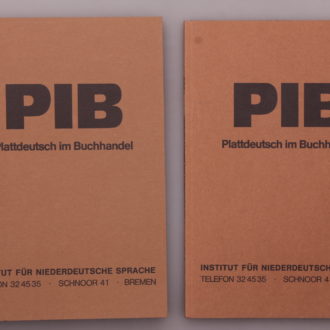 PIB
lattdeutsch im Buchhandel
TUT FÜR NIEDERDEUTSCHE SPRACHE
ON 32 45 35 · SCHNOOR 41 · BREMEN
PIB
Plattdeutsch im Buchh
INSTITUT FÜR NIEDERDEUTSCHE
TELEFON 32 45 35 · SCHNOOR 4